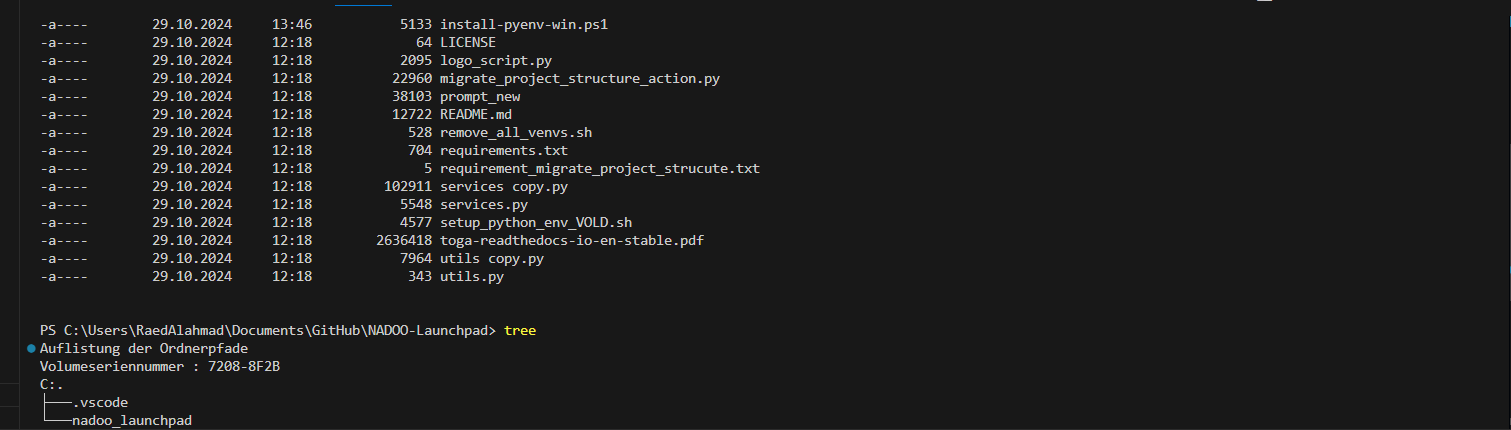 -a---- 29.10.2024 13:46 5133 install-pyenv-win.ps1
-a---- 29.10.2024 12:18 64 LICENSE
-a---- 29.10.2024 12:18 2095 logo_script.py
-a---- 29.10.2024 12:18 22960 migrate_project_structure_action.py
-a---- 29.10.2024 12:18 38103 prompt_new
-a---- 29.10.2024 12:18 12722 README.md
-a---- 29.10.2024 12:18 528 remove_all_venvs.sh
-a---- 29.10.2024 12:18 704 requirements.txt
-a---- 29.10.2024 12:18 5 requirement_migrate_project_strucute.txt
-a---- 29.10.2024 12:18 102911 services copy.py
-a---- 29.10.2024 12:18 5548 services.py
-a---- 29.10.2024 12:18 4577 setup_python_env_VOLD.sh
-a---- 29.10.2024 12:18 2636418 toga-readthedocs-io-en-stable.pdf
-a---- 29.10.2024 12:18 7964 utils copy.py
-a---- 29.10.2024 12:18 343 utils.py
PS C:\Users\RaedAlahmad\Documents\GitHub\NADOO-Launchpad> tree
Auflistung der Ordnerpfade
Volumeseriennummer : 7208-8F2B
C:.
├───.vscode
└───nadoo_launchpad